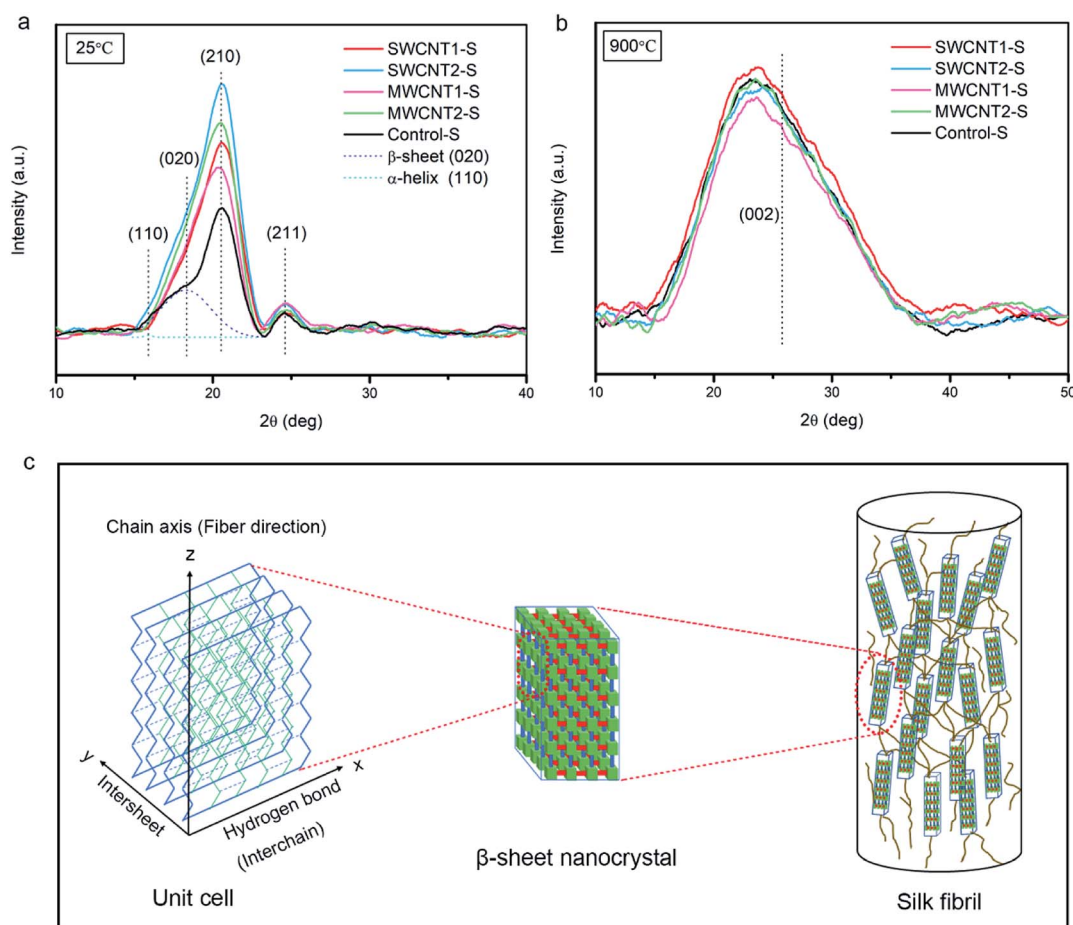 a
25°C
(210)
(020)
(110)
(211)
SWCNT1-S
SWCNT2-S
MWCNT1-S
MWCNT2-S
Control-S
β-sheet (020)
α-helix (110)
Intensity (a.u.)
10
20
30
40
2θ (deg)
b
900°C
SWCNT1-S
SWCNT2-S
MWCNT1-S
MWCNT2-S
Control-S
(002)
Intensity (a.u.)
10
20
30
40
50
2θ (deg)
c
Chain axis (Fiber direction)
z
y
Intersheet
x
Hydrogen bond
(Interchain)
Unit cell
β-sheet nanocrystal
Silk fibril